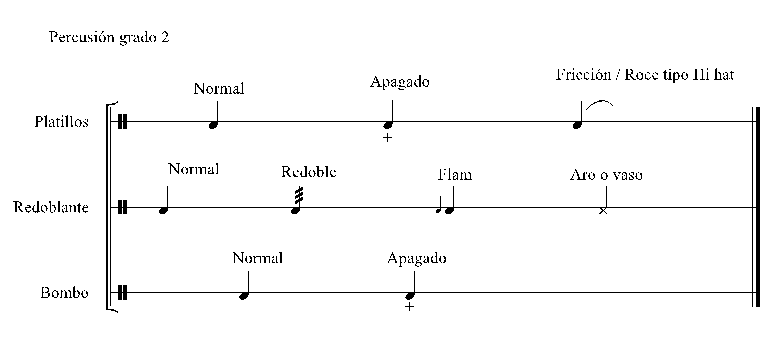 Percusión grado 2
Normal
Apagado
Fricción / Roce tipo Hi hat
Platillos
Normal
Redoble
Flam
Aro o vaso
Redoblante
Normal
Apagado
Bombo